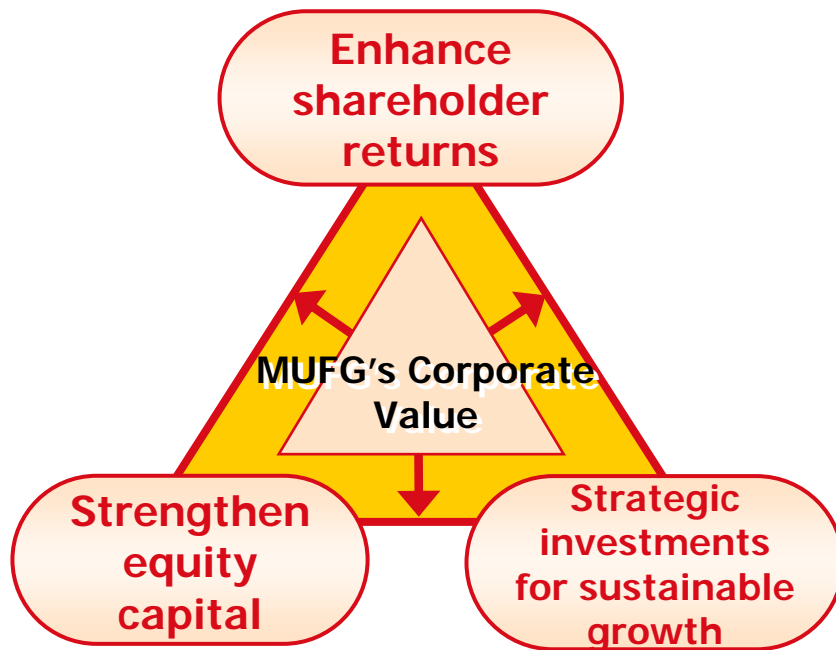 Enhance
shareholder
returns
MUFG's Corporate
Value
Strengthen
equity
capital
Strategic
investments
for sustainable
growth